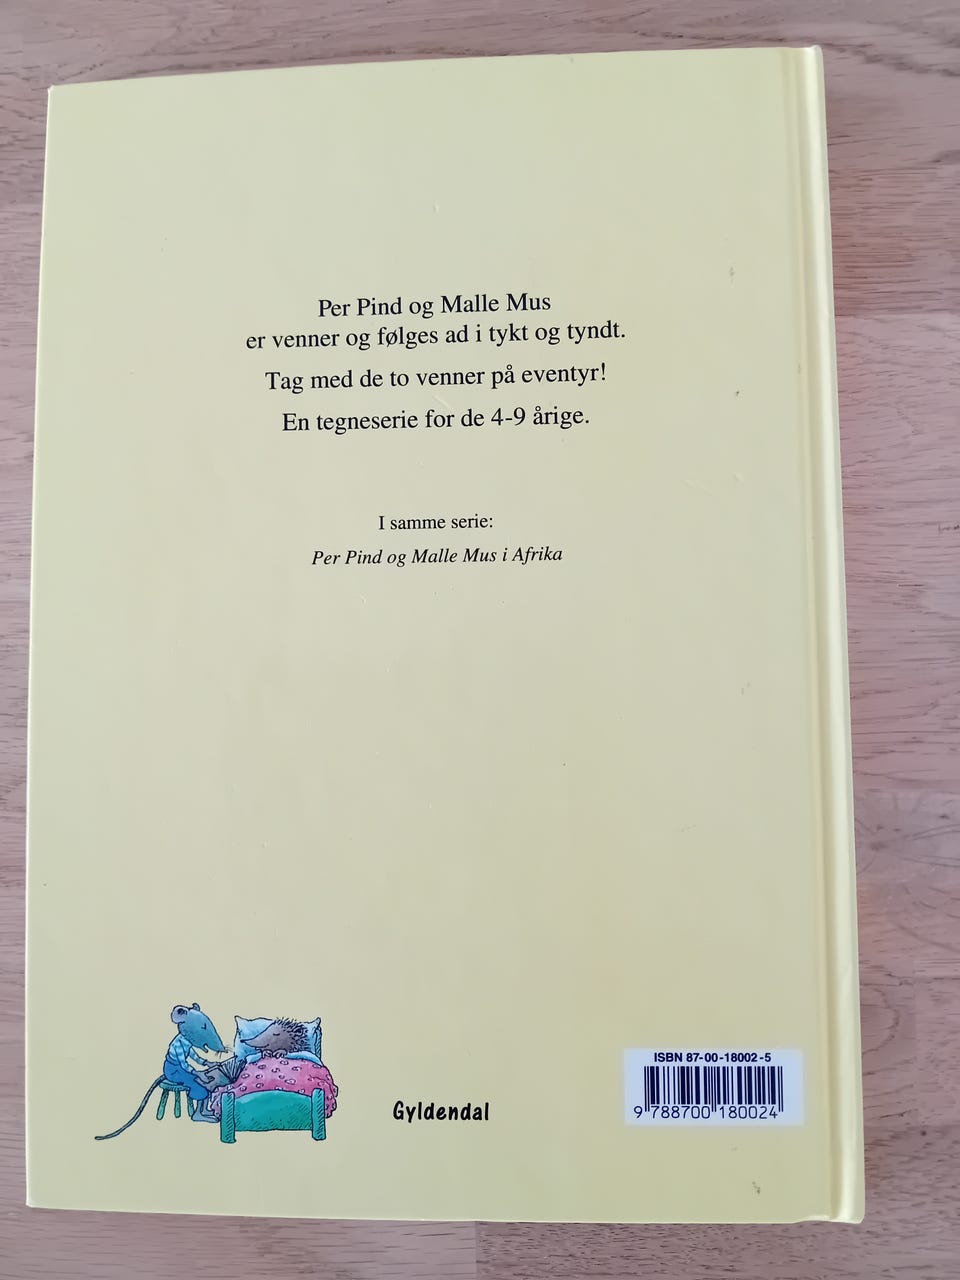 Per Pind og Malle Mus
er venner og følges ad i tykt og tyndt.
Tag med de to venner på eventyr!
En tegneserie for de 4-9 årige.
I samme serie:
Per Pind og Malle Mus i Afrika
Gyldendal
ISBN 87-00-18002-5
9 788700 180024